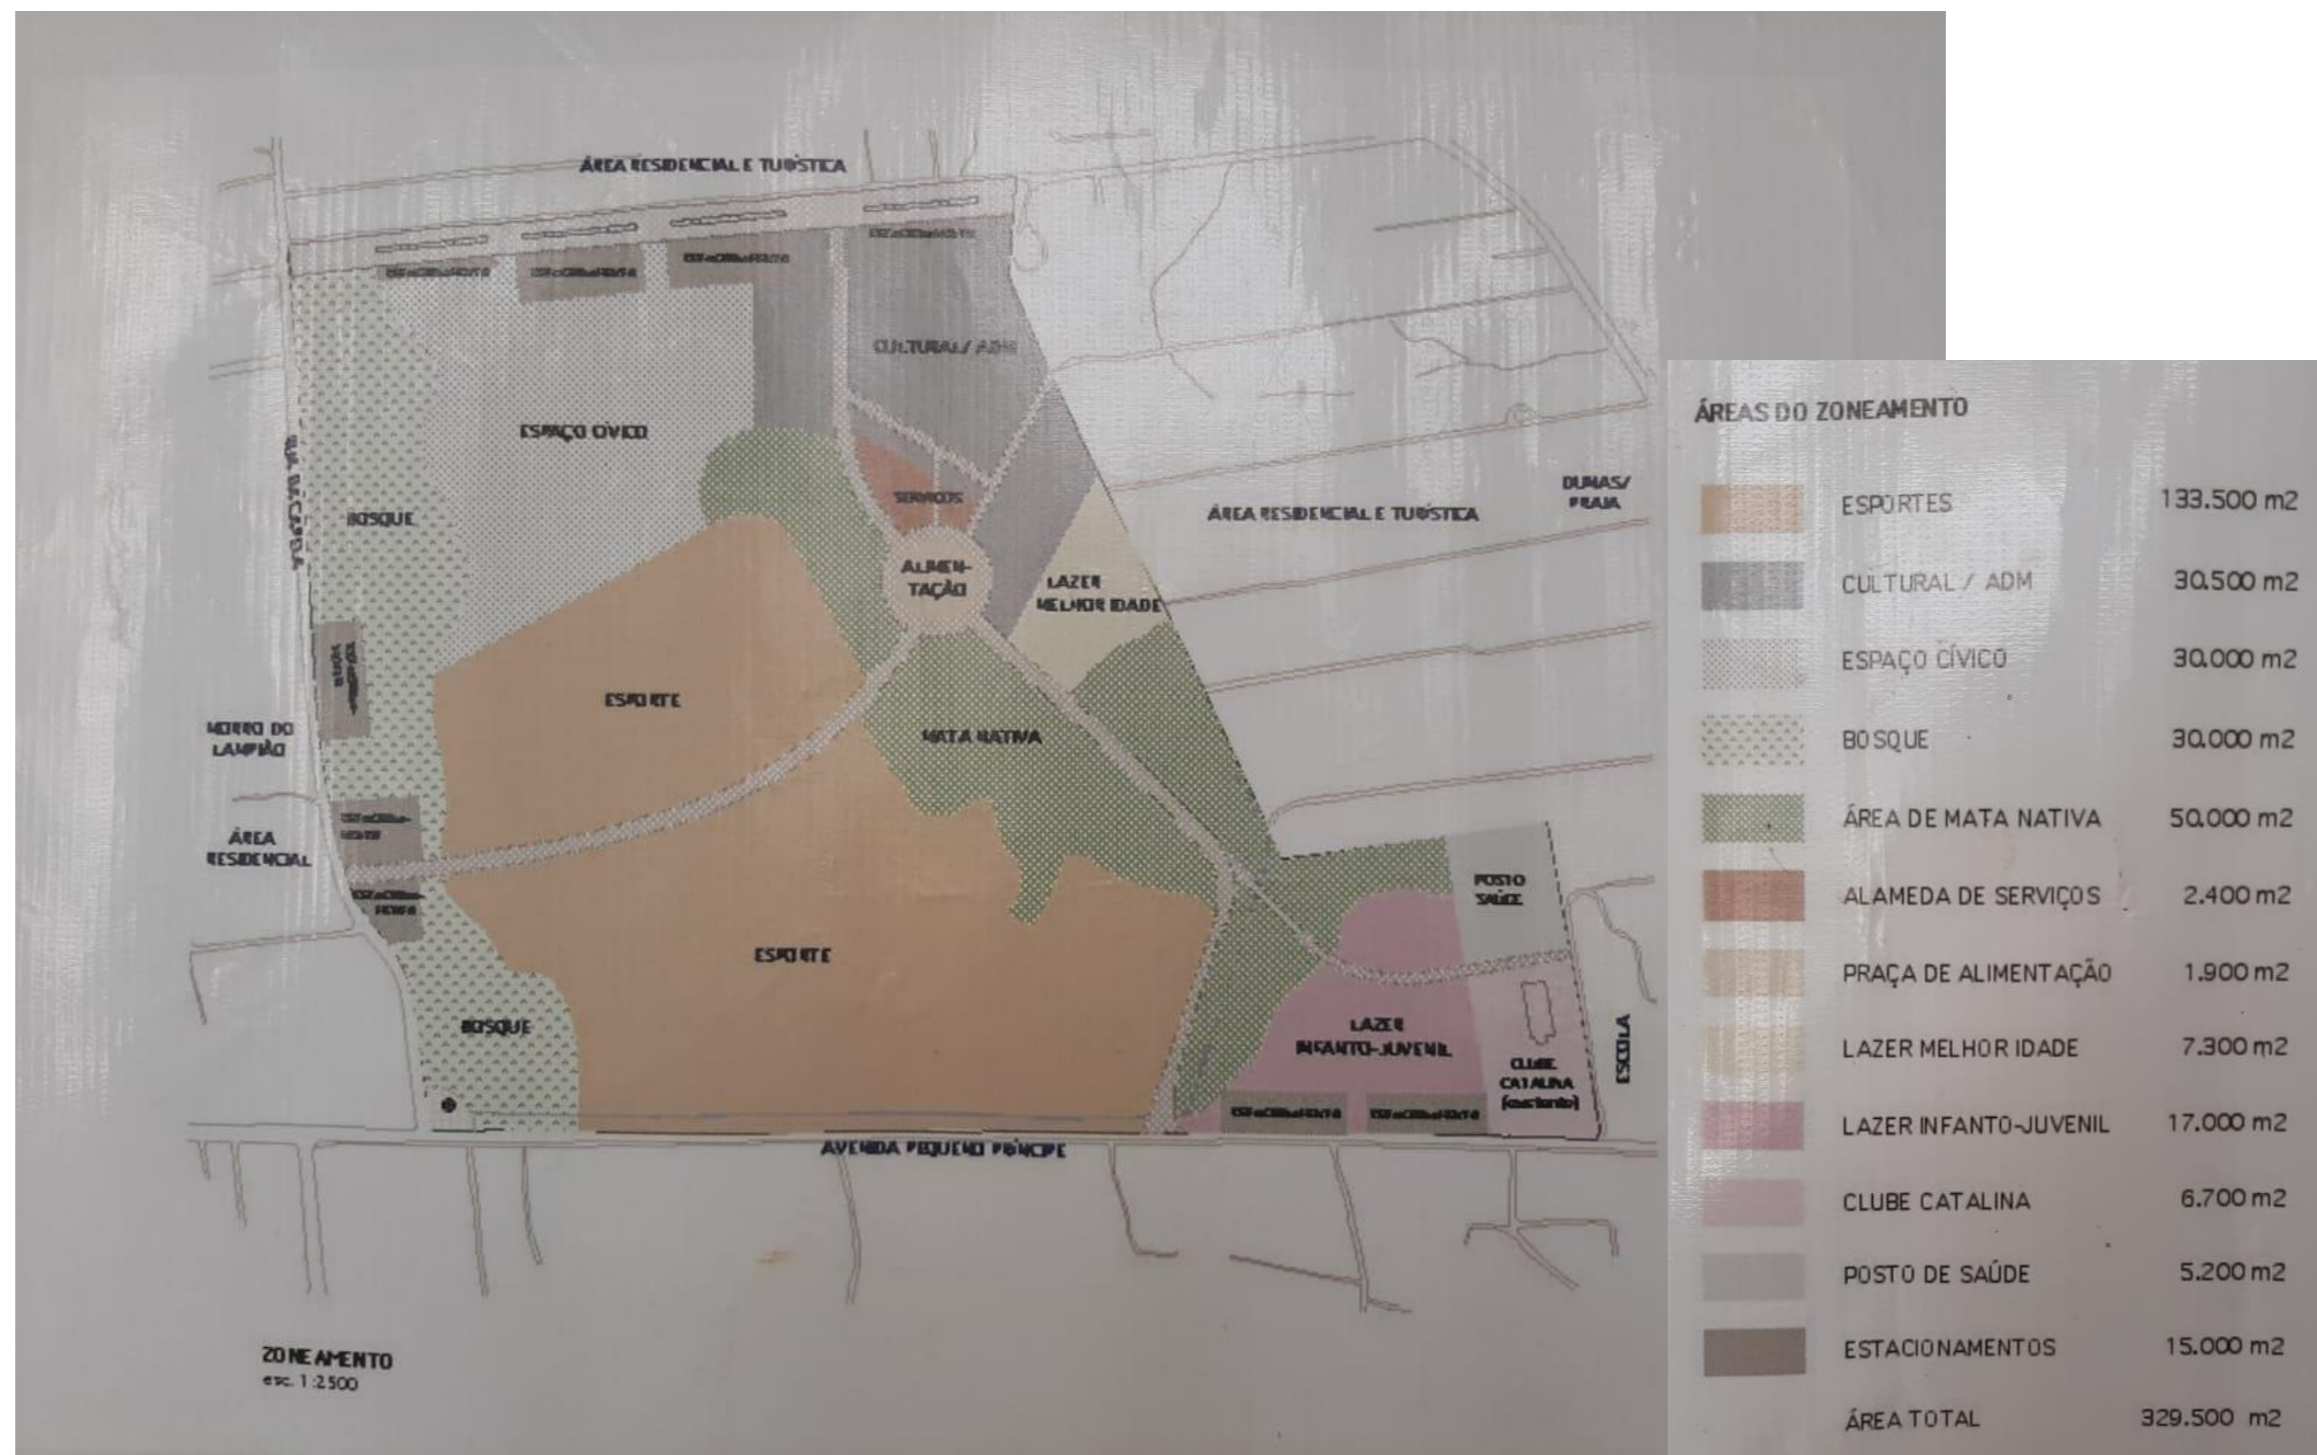 ÁREA RESIDENCIAL E TURÍSTICA
CULTURAL / ADM
ESPAÇO CÍVICO
SERVIÇOS
BOSQUE
RUA DA CAPELA
ALIMEN-
TAÇÃO
LAZER
MELHOR IDADE
ÁREA RESIDENCIAL E TURÍSTICA
DUNAS/
PRAIA
ESPORTE
MATA NATIVA
MORRO DO
LAMPIÃO
ÁREA
RESIDENCIAL
POSTO
SAÚDE
ESPORTE
BOSQUE
LAZER
INFANTO-JUVENIL
CLUBE
CATALINA
(existente)
ESCOLA
AVENIDA PEQUENO PRÍNCIPE
ZONEAMENTO
esc. 1:2500
ÁREAS DO ZONEAMENTO
ESPORTES 133.500 m2
CULTURAL / ADM 30.500 m2
ESPAÇO CÍVICO 30.000 m2
BOSQUE 30.000 m2
ÁREA DE MATA NATIVA 50.000 m2
ALAMEDA DE SERVIÇOS 2.400 m2
PRAÇA DE ALIMENTAÇÃO 1.900 m2
LAZER MELHOR IDADE 7.300 m2
LAZER INFANTO-JUVENIL 17.000 m2
CLUBE CATALINA 6.700 m2
POSTO DE SAÚDE 5.200 m2
ESTACIONAMENTOS 15.000 m2
ÁREA TOTAL 329.500 m2